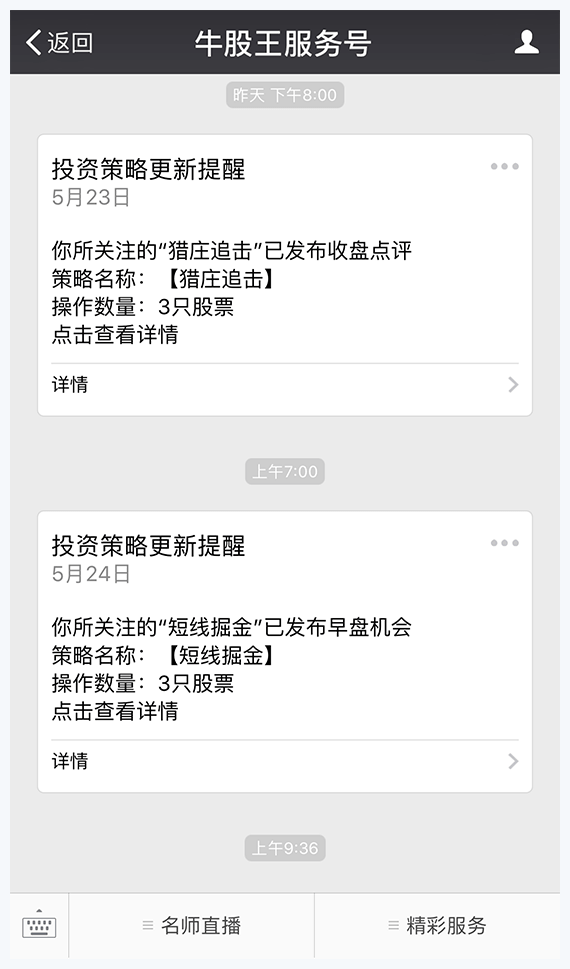 返回
牛股王服务号
昨天 下午8:00
投资策略更新提醒
5月23日
你所关注的“猎庄追击”已发布收盘点评
策略名称：【猎庄追击】
操作数量：3只股票
点击查看详情
详情
上午7:00
投资策略更新提醒
5月24日
你所关注的“短线掘金”已发布早盘机会
策略名称：【短线掘金】
操作数量：3只股票
点击查看详情
详情
上午9:36
名师直播
精彩服务